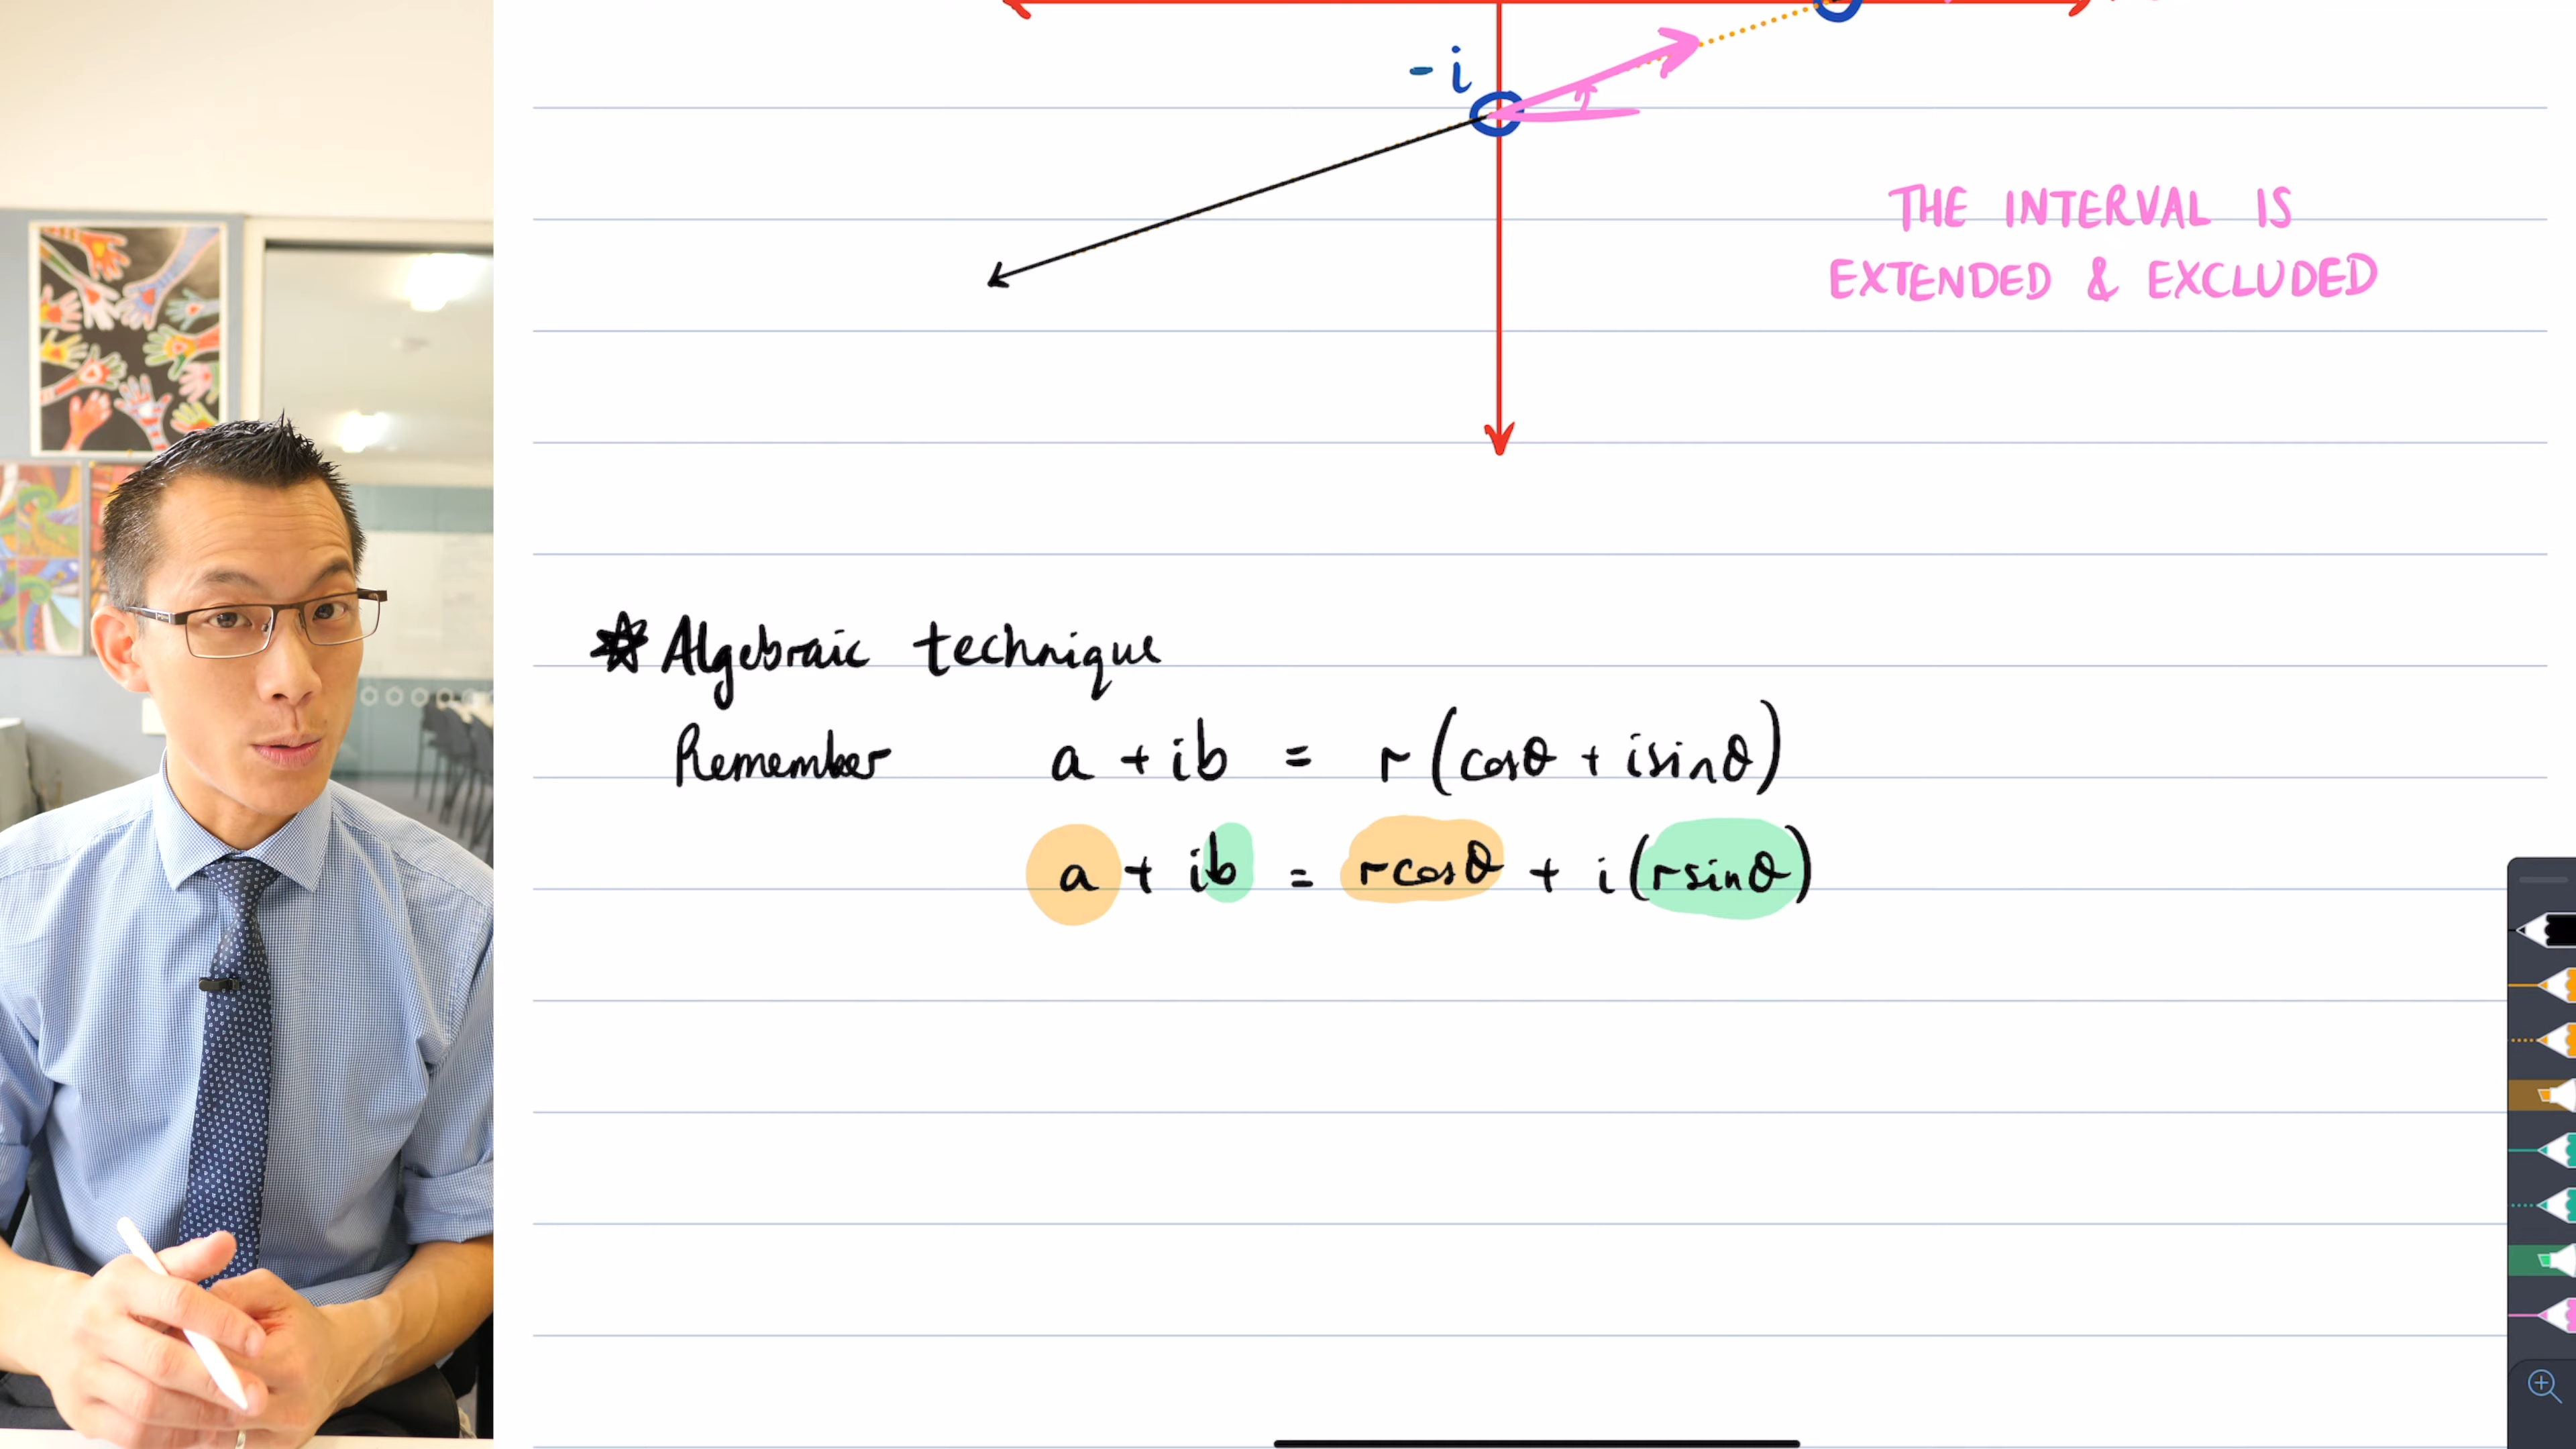 -i
THE INTERVAL IS
EXTENDED & EXCLUDED
Algebraic technique
Remember a + ib = r(cosθ + isinθ)
a + ib = rcosθ + i(rsinθ)